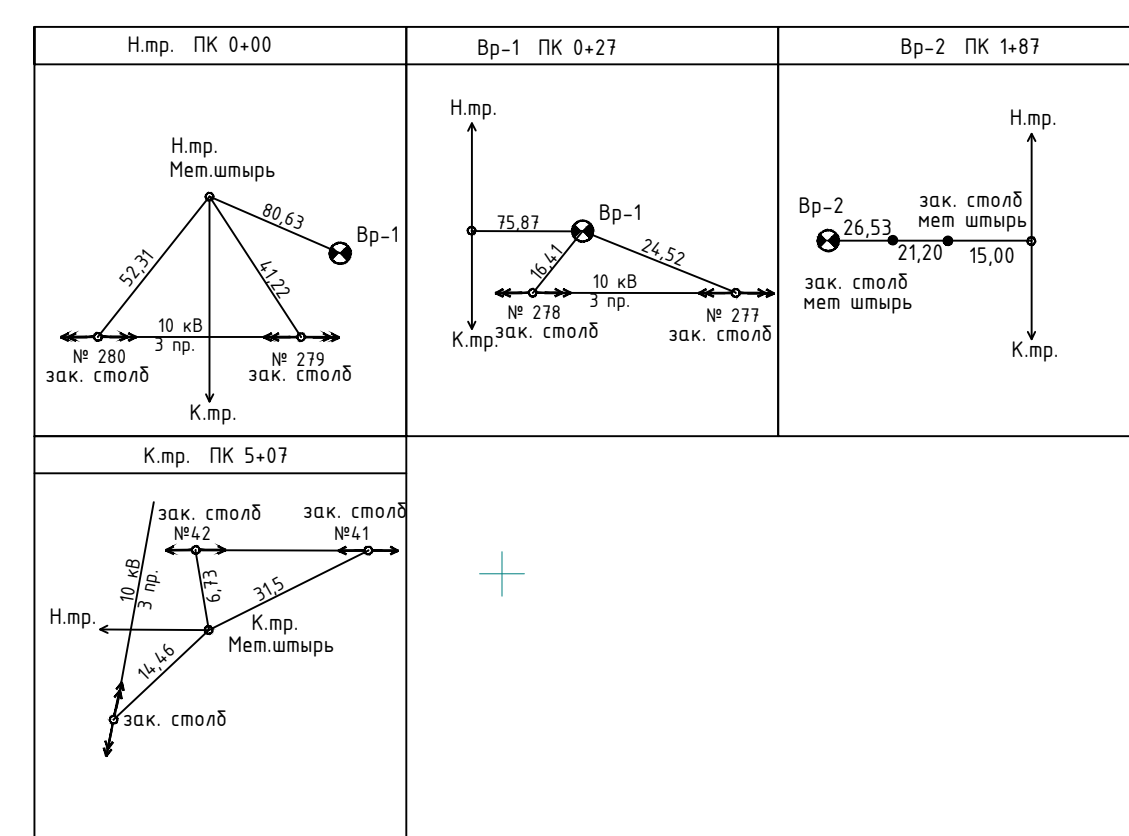 Н.тр. ПК 0+00
Н.тр.
Мет.штырь
80,63
Вр-1
52,31
41,22
10 кВ
3 пр.
№ 280
зак. столб
№ 279
зак. столб
К.тр.
Вр-1 ПК 0+27
Н.тр.
75,87
Вр-1
16,41
24,52
10 кВ
3 пр.
№ 278
зак. столб
№ 277
зак. столб
К.тр.
Вр-2 ПК 1+87
Н.тр.
зак. столб
мет штырь
Вр-2
26,53
21,20
15,00
зак. столб
мет штырь
К.тр.
К.тр. ПК 5+07
зак. столб
№42
зак. столб
№41
10 кВ
3 пр.
6,73
31,5
Н.тр.
К.тр.
Мет.штырь
14,46
зак. столб